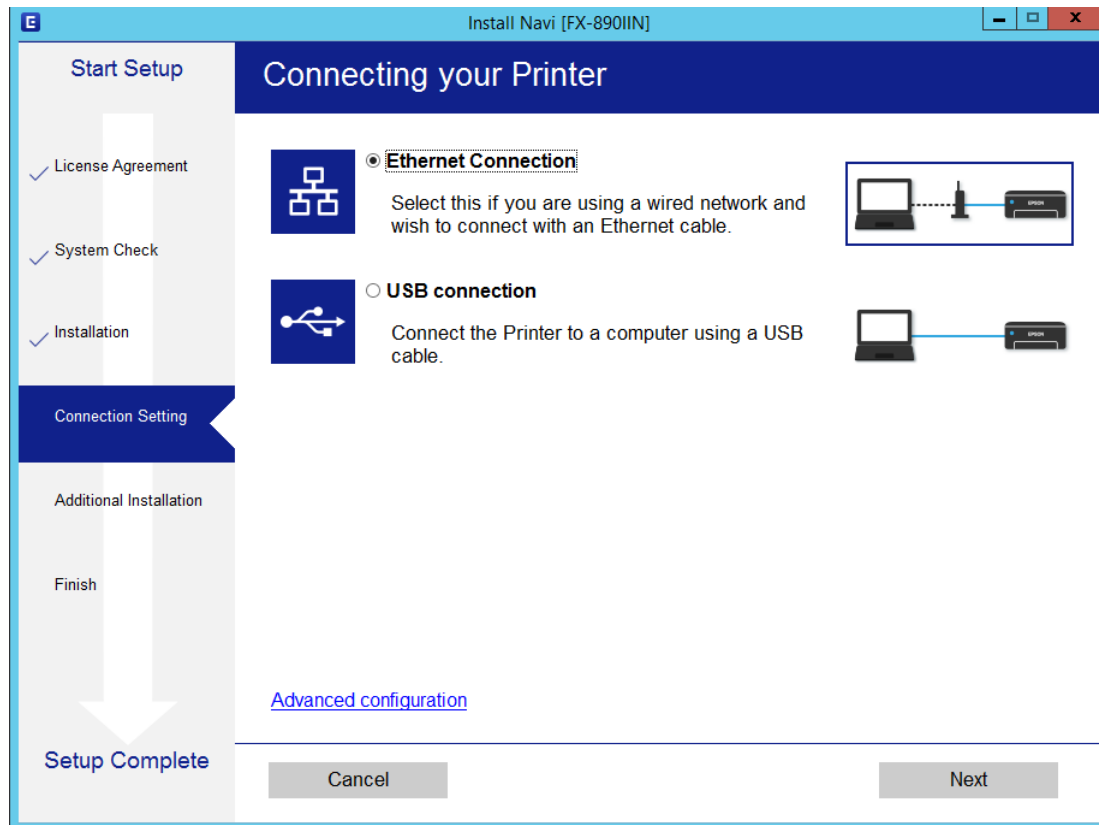 Install Navi [FX-890IIN]
Start Setup
Connecting your Printer
License Agreement
System Check
Installation
Connection Setting
Additional Installation
Finish
Setup Complete
Ethernet Connection
Select this if you are using a wired network and
wish to connect with an Ethernet cable.
EPSON
USB connection
Connect the Printer to a computer using a USB
cable.
EPSON
Advanced configuration
Cancel
Next